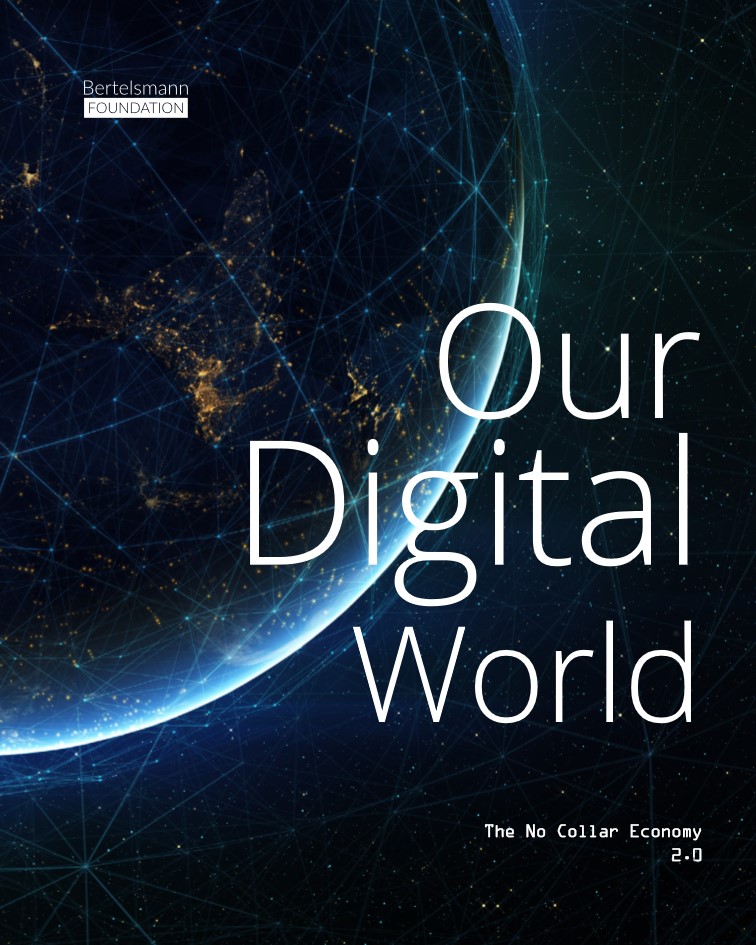 Bertelsmann
FOUNDATION
Our
Digital
World
The No Collar Economy
2.0